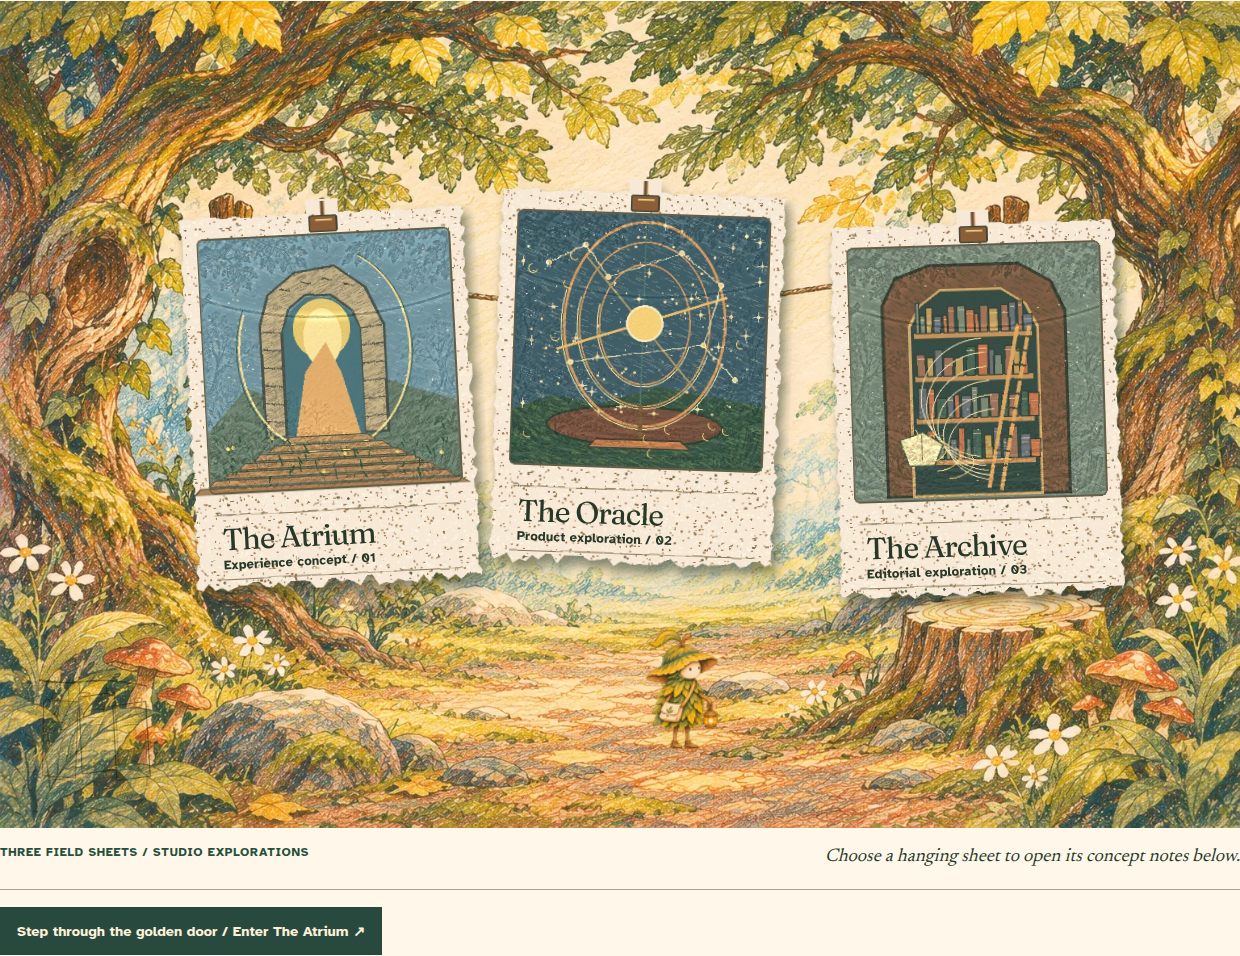 The Atrium
Experience concept / 01
The Oracle
Product exploration / 02
The Archive
Editorial exploration / 03
THREE FIELD SHEETS / STUDIO EXPLORATIONS
Choose a hanging sheet to open its concept notes below.
Step through the golden door / Enter The Atrium ↗